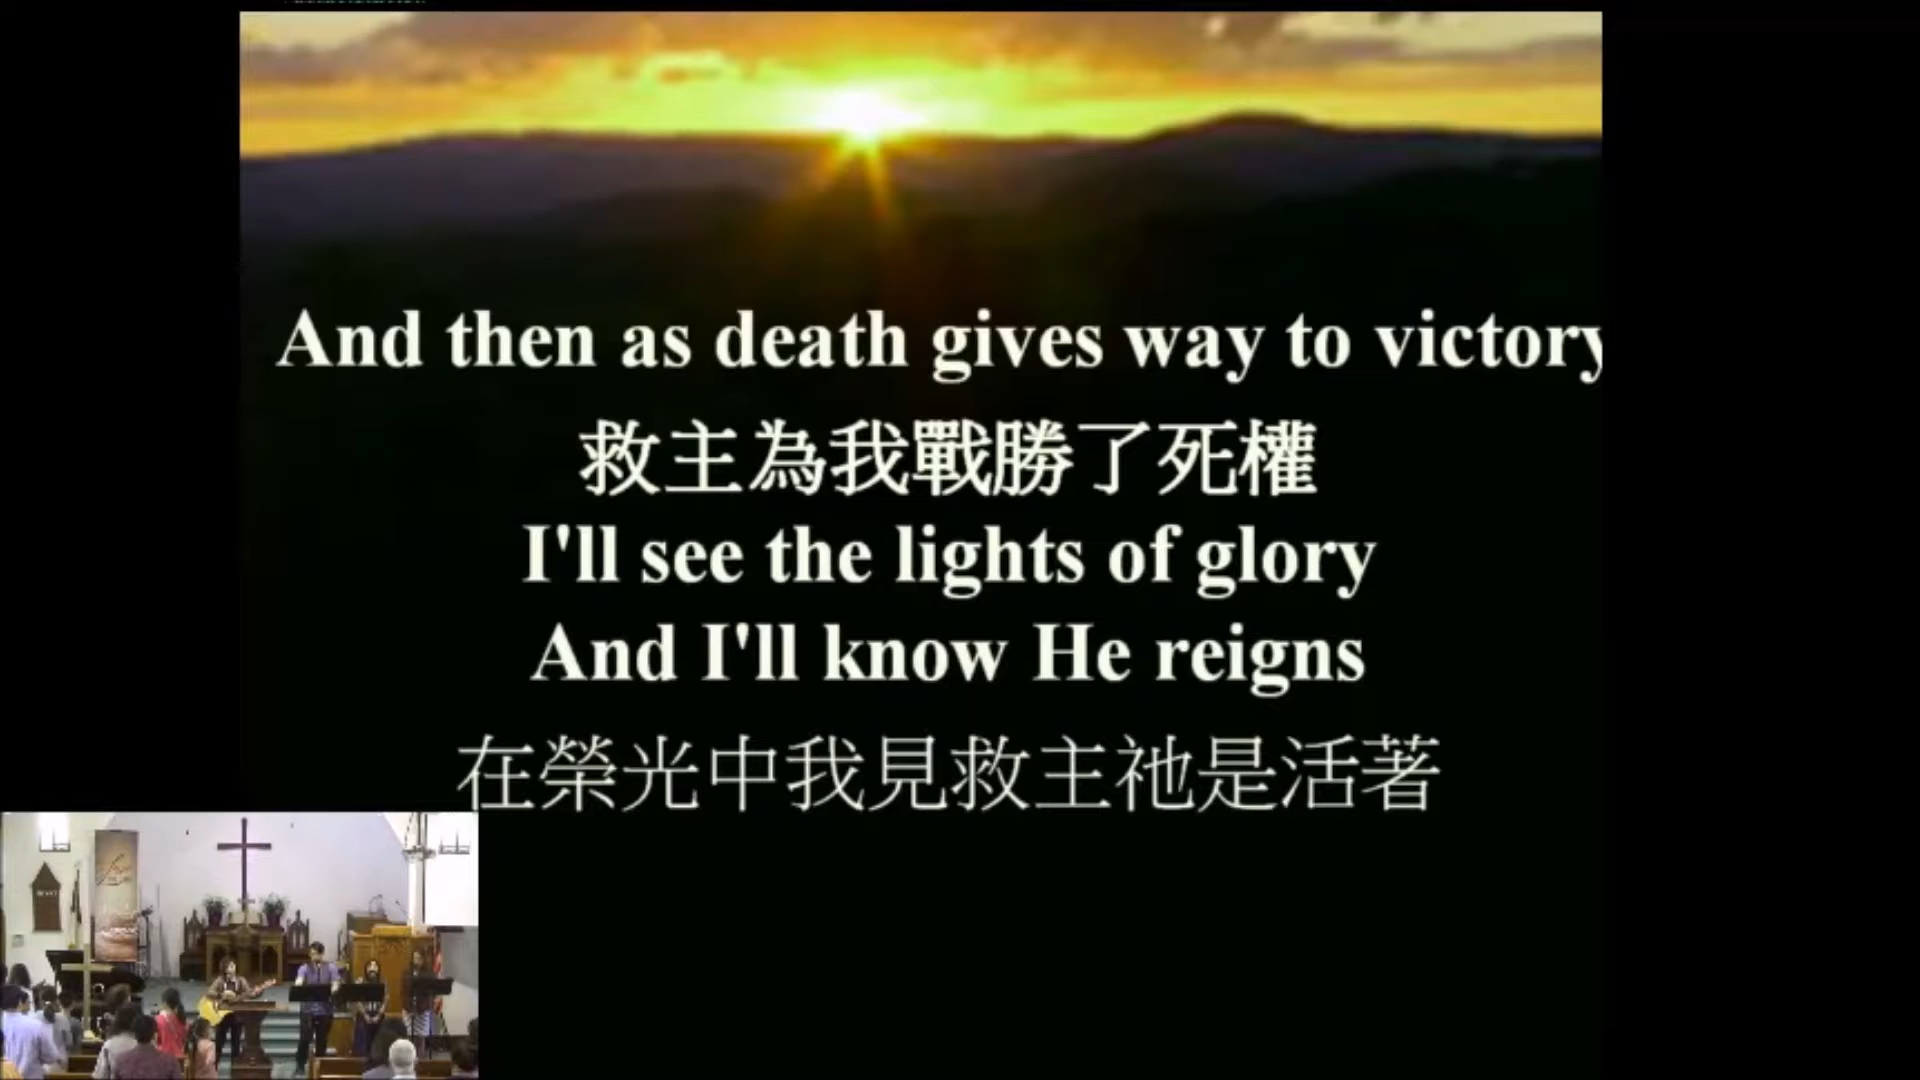 And then as death gives way to victory
救主為我戰勝了死權
I'll see the lights of glory
And I'll know He reigns
在榮光中我見救主祂是活著